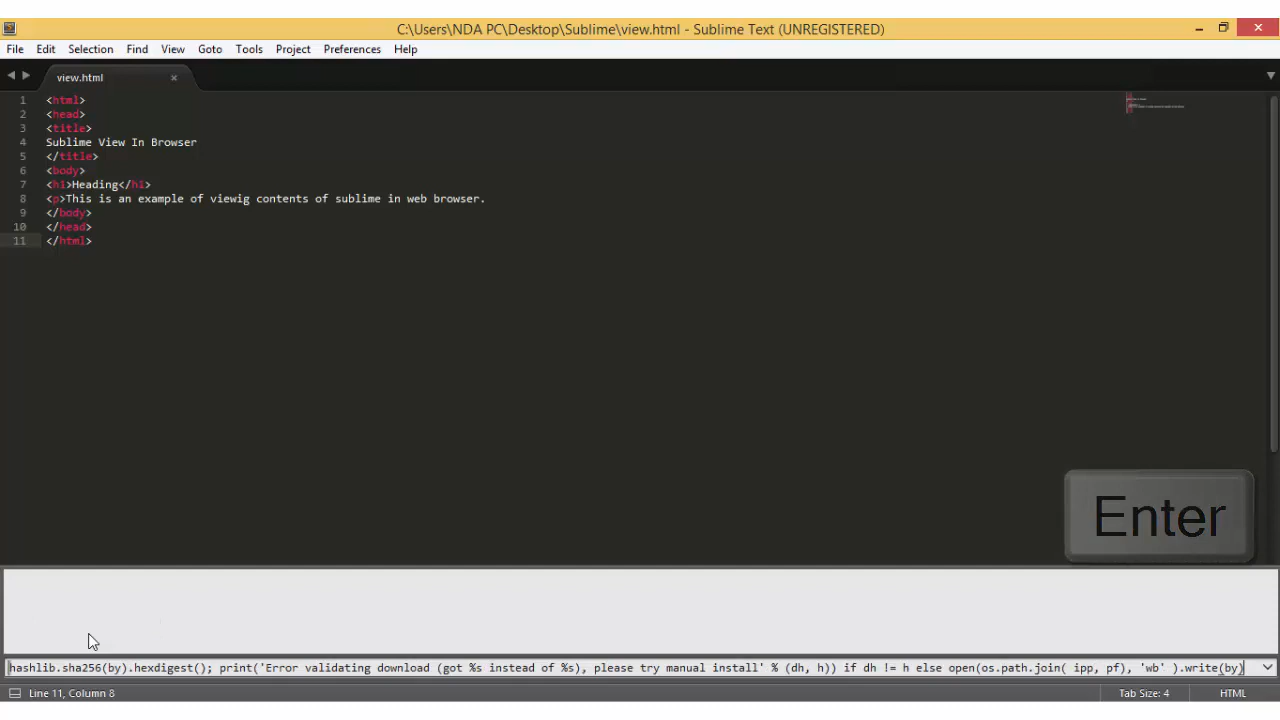 C:\Users\NDA PC\Desktop\Sublime\view.html - Sublime Text (UNREGISTERED)
File Edit Selection Find View Goto Tools Project Preferences Help
view.html
1 <html>
2 <head>
3 <title>
4 Sublime View In Browser
5 </title>
6 <body>
7 <h1>Heading</h1>
8 <p>This is an example of viewig contents of sublime in web browser.
9 </body>
10 </head>
11 </html>
Enter
hashlib.sha256(by).hexdigest(); print('Error validating download (got %s instead of %s), please try manual install' % (dh, h)) if dh != h else open(os.path.join( ipp, pf), 'wb' ).write(by)
Line 11, Column 8 Tab Size: 4 HTML